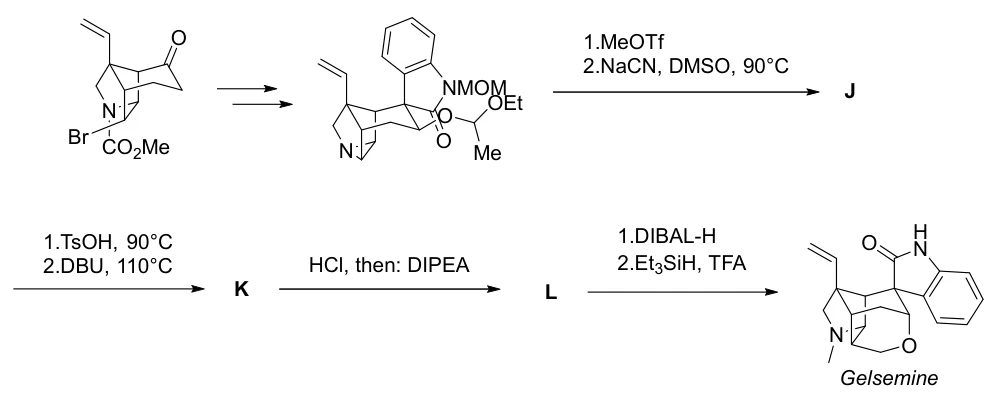 O
N
Br
CO₂Me
NMOM
O
OEt
Me
O
N
1.MeOTf
2.NaCN, DMSO, 90°C
J
1.TsOH, 90°C
2.DBU, 110°C
K
HCl, then: DIPEA
L
1.DIBAL-H
2.Et₃SiH, TFA
O
H
N
N
O
Gelsemine